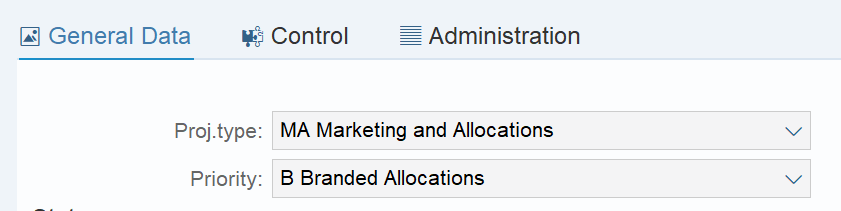 General Data Control Administration
Proj.type: MA Marketing and Allocations
Priority: B Branded Allocations